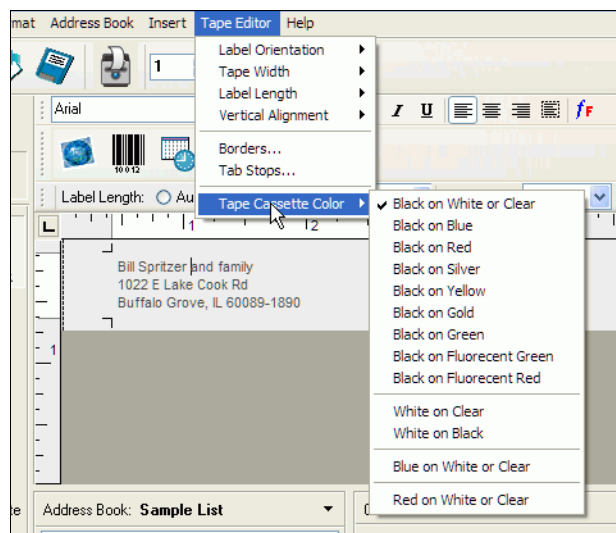 mat Address Book Insert Tape Editor Help
1
Label Orientation
Tape Width
Label Length
Vertical Alignment
Borders...
Tab Stops...
Tape Cassette Color
Arial
I U
fF
10012
Label Length: Au
L 1 2
Black on White or Clear
Black on Blue
Black on Red
Black on Silver
Black on Yellow
Black on Gold
Black on Green
Black on Fluorecent Green
Black on Fluorecent Red
White on Clear
White on Black
Blue on White or Clear
Red on White or Clear
Bill Spritzer and family
1022 E Lake Cook Rd
Buffalo Grove, IL 60089-1890
1
te Address Book: Sample List